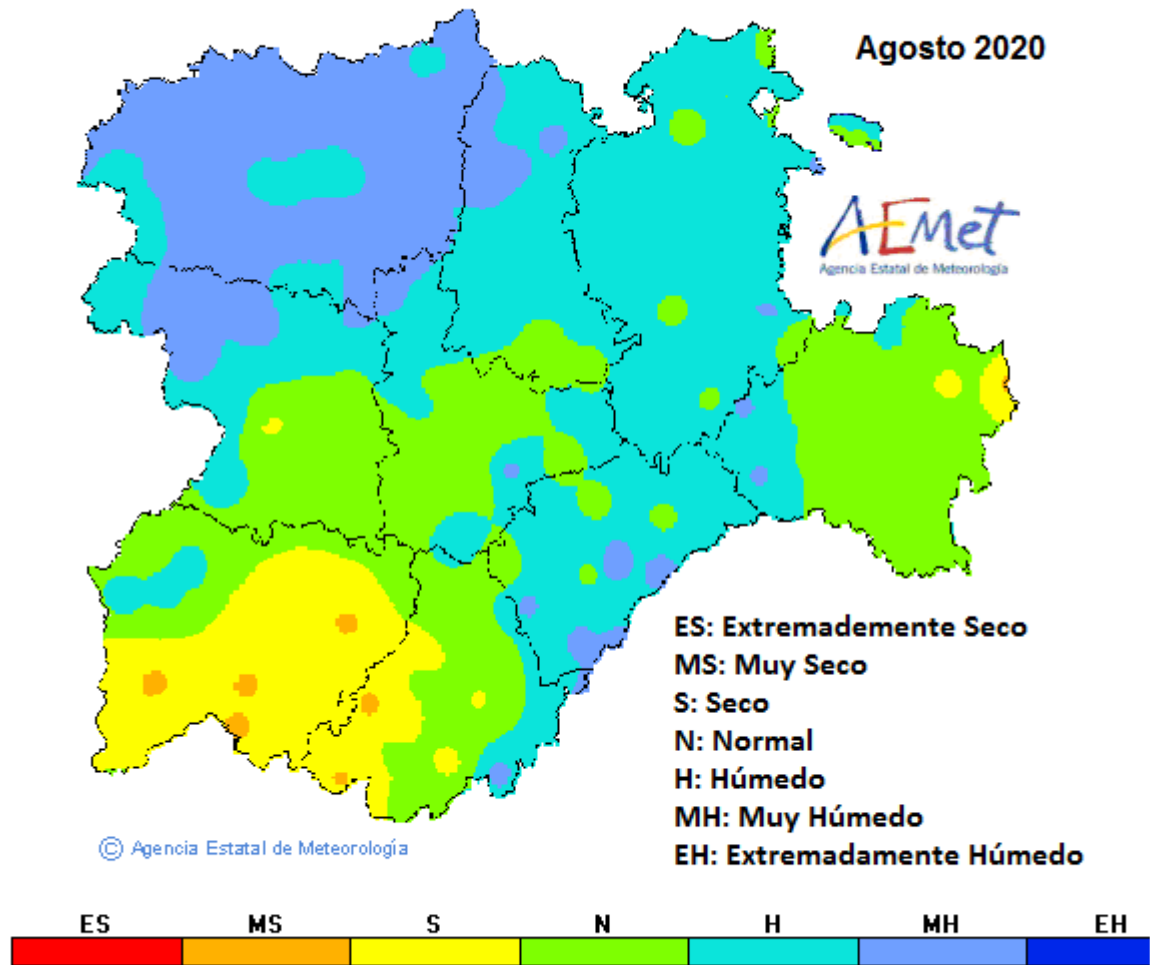 Agosto 2020
AEMet
Agencia Estatal de Meteorología
ES: Extremademente Seco
MS: Muy Seco
S: Seco
N: Normal
H: Húmedo
MH: Muy Húmedo
EH: Extremadamente Húmedo
© Agencia Estatal de Meteorología
ES MS S N H MH EH